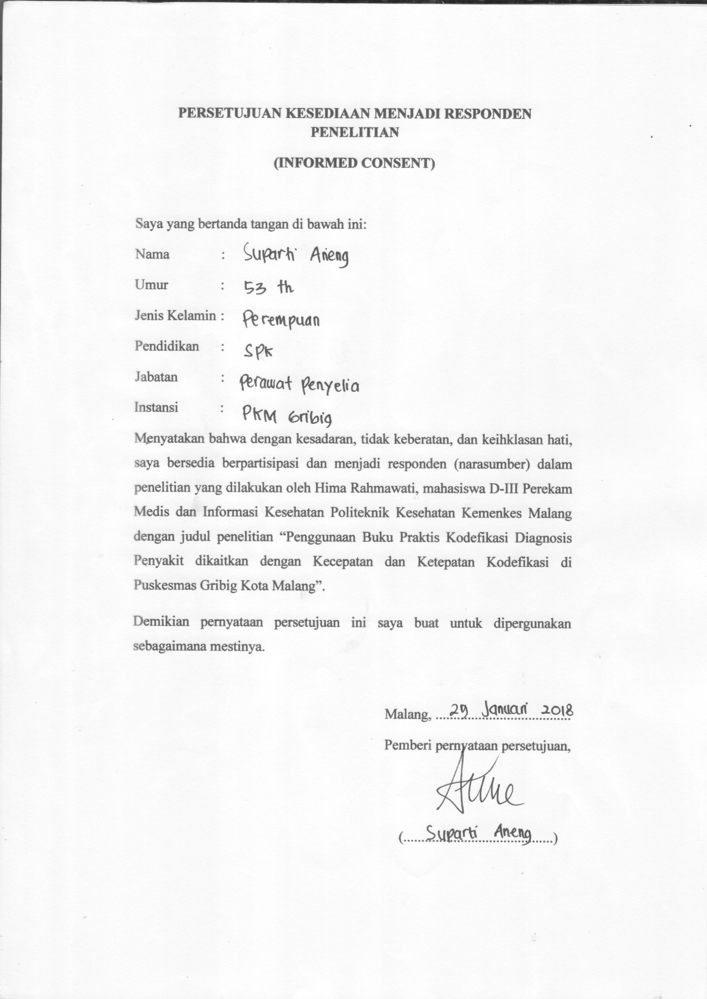 PERSETUJUAN KESEDIAAN MENJADI RESPONDEN
PENELITIAN
(INFORMED CONSENT)
Saya yang bertanda tangan di bawah ini:
Nama : Suparti Aneng
Umur : 53 th
Jenis Kelamin : Perempuan
Pendidikan : SPK
Jabatan : Perawat Penyelia
Instansi : PKM Gribig
Menyatakan bahwa dengan kesadaran, tidak keberatan, dan keihklasan hati,
saya bersedia berpartisipasi dan menjadi responden (narasumber) dalam
penelitian yang dilakukan oleh Hima Rahmawati, mahasiswa D-III Perekam
Medis dan Informasi Kesehatan Politeknik Kesehatan Kemenkes Malang
dengan judul penelitian “Penggunaan Buku Praktis Kodefikasi Diagnosis
Penyakit dikaitkan dengan Kecepatan dan Ketepatan Kodefikasi di
Puskesmas Gribig Kota Malang”.
Demikian pernyataan persetujuan ini saya buat untuk dipergunakan
sebagaimana mestinya.
Malang, 29 Januari 2018
Pemberi pernyataan persetujuan,
(Suparti Aneng)